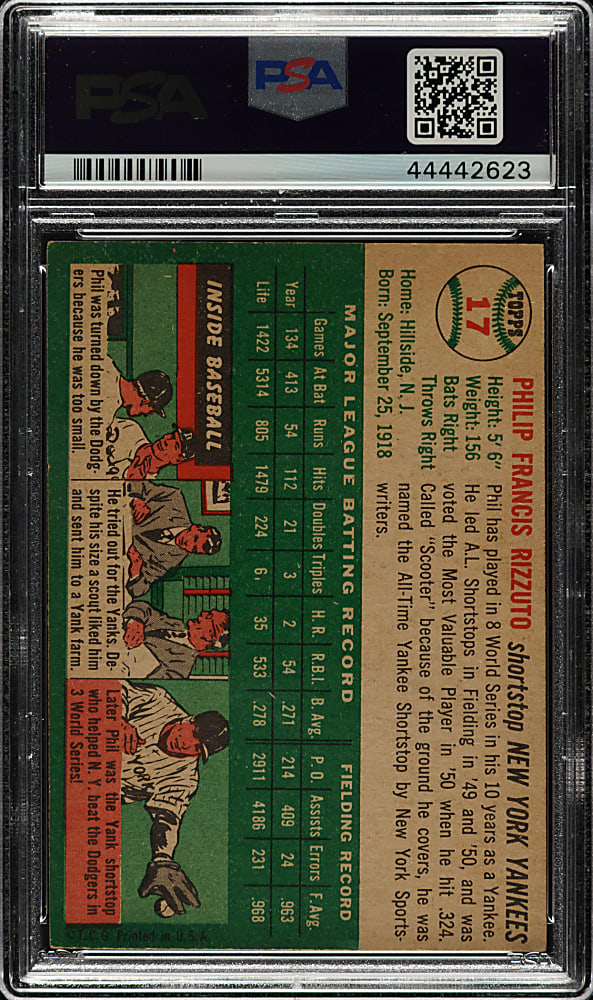 PSA
PSA
44442623
TOPPS
17
PHILIP FRANCIS RIZZUTO shortstop NEW YORK YANKEES
Height: 5' 6"
Weight: 156
Bats Right
Throws Right
Home: Hillside, N. J.
Born: September 25, 1918
Phil has played in 8 World Series in his 10 years as a Yankee.
He led A.L. Shortstops in Fielding in '49 and '50, and was
voted the Most Valuable Player in '50 when he hit .324.
Called "Scooter" because of the ground he covers, he was
named the All-Time Yankee Shortstop by New York Sports-
writers.
MAJOR LEAGUE BATTING RECORD FIELDING RECORD
Games At Bat Runs Hits Doubles Triples H. R. R.B.I. B. Avg. P. O. Assists Errors F. Avg.
Year 134 413 54 112 21 3 2 54 .271 214 409 24 .963
Life 1422 5314 805 1479 224 6, 35 533 .278 2911 4186 231 .968
INSIDE BASEBALL
Phil was turned down by the Dodg-
ers because he was too small.
He tried out for the Yanks. De-
spite his size a scout liked him
and sent him to a Yank farm.
Later Phil was the Yank shortstop
who helped N. Y. beat the Dodgers in
3 World Series!
©T.C.G. Printed in U.S.A.